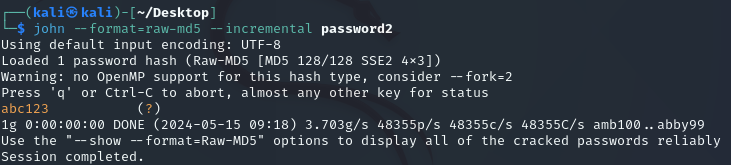 ┌──(kali㉿kali)-[~/Desktop]
└─$ john --format=raw-md5 --incremental password2
Using default input encoding: UTF-8
Loaded 1 password hash (Raw-MD5 [MD5 128/128 SSE2 4×3])
Warning: no OpenMP support for this hash type, consider --fork=2
Press 'q' or Ctrl-C to abort, almost any other key for status
abc123           (?)
1g 0:00:00:00 DONE (2024-05-15 09:18) 3.703g/s 48355p/s 48355c/s 48355C/s amb100..abby99
Use the "--show --format=Raw-MD5" options to display all of the cracked passwords reliably
Session completed.